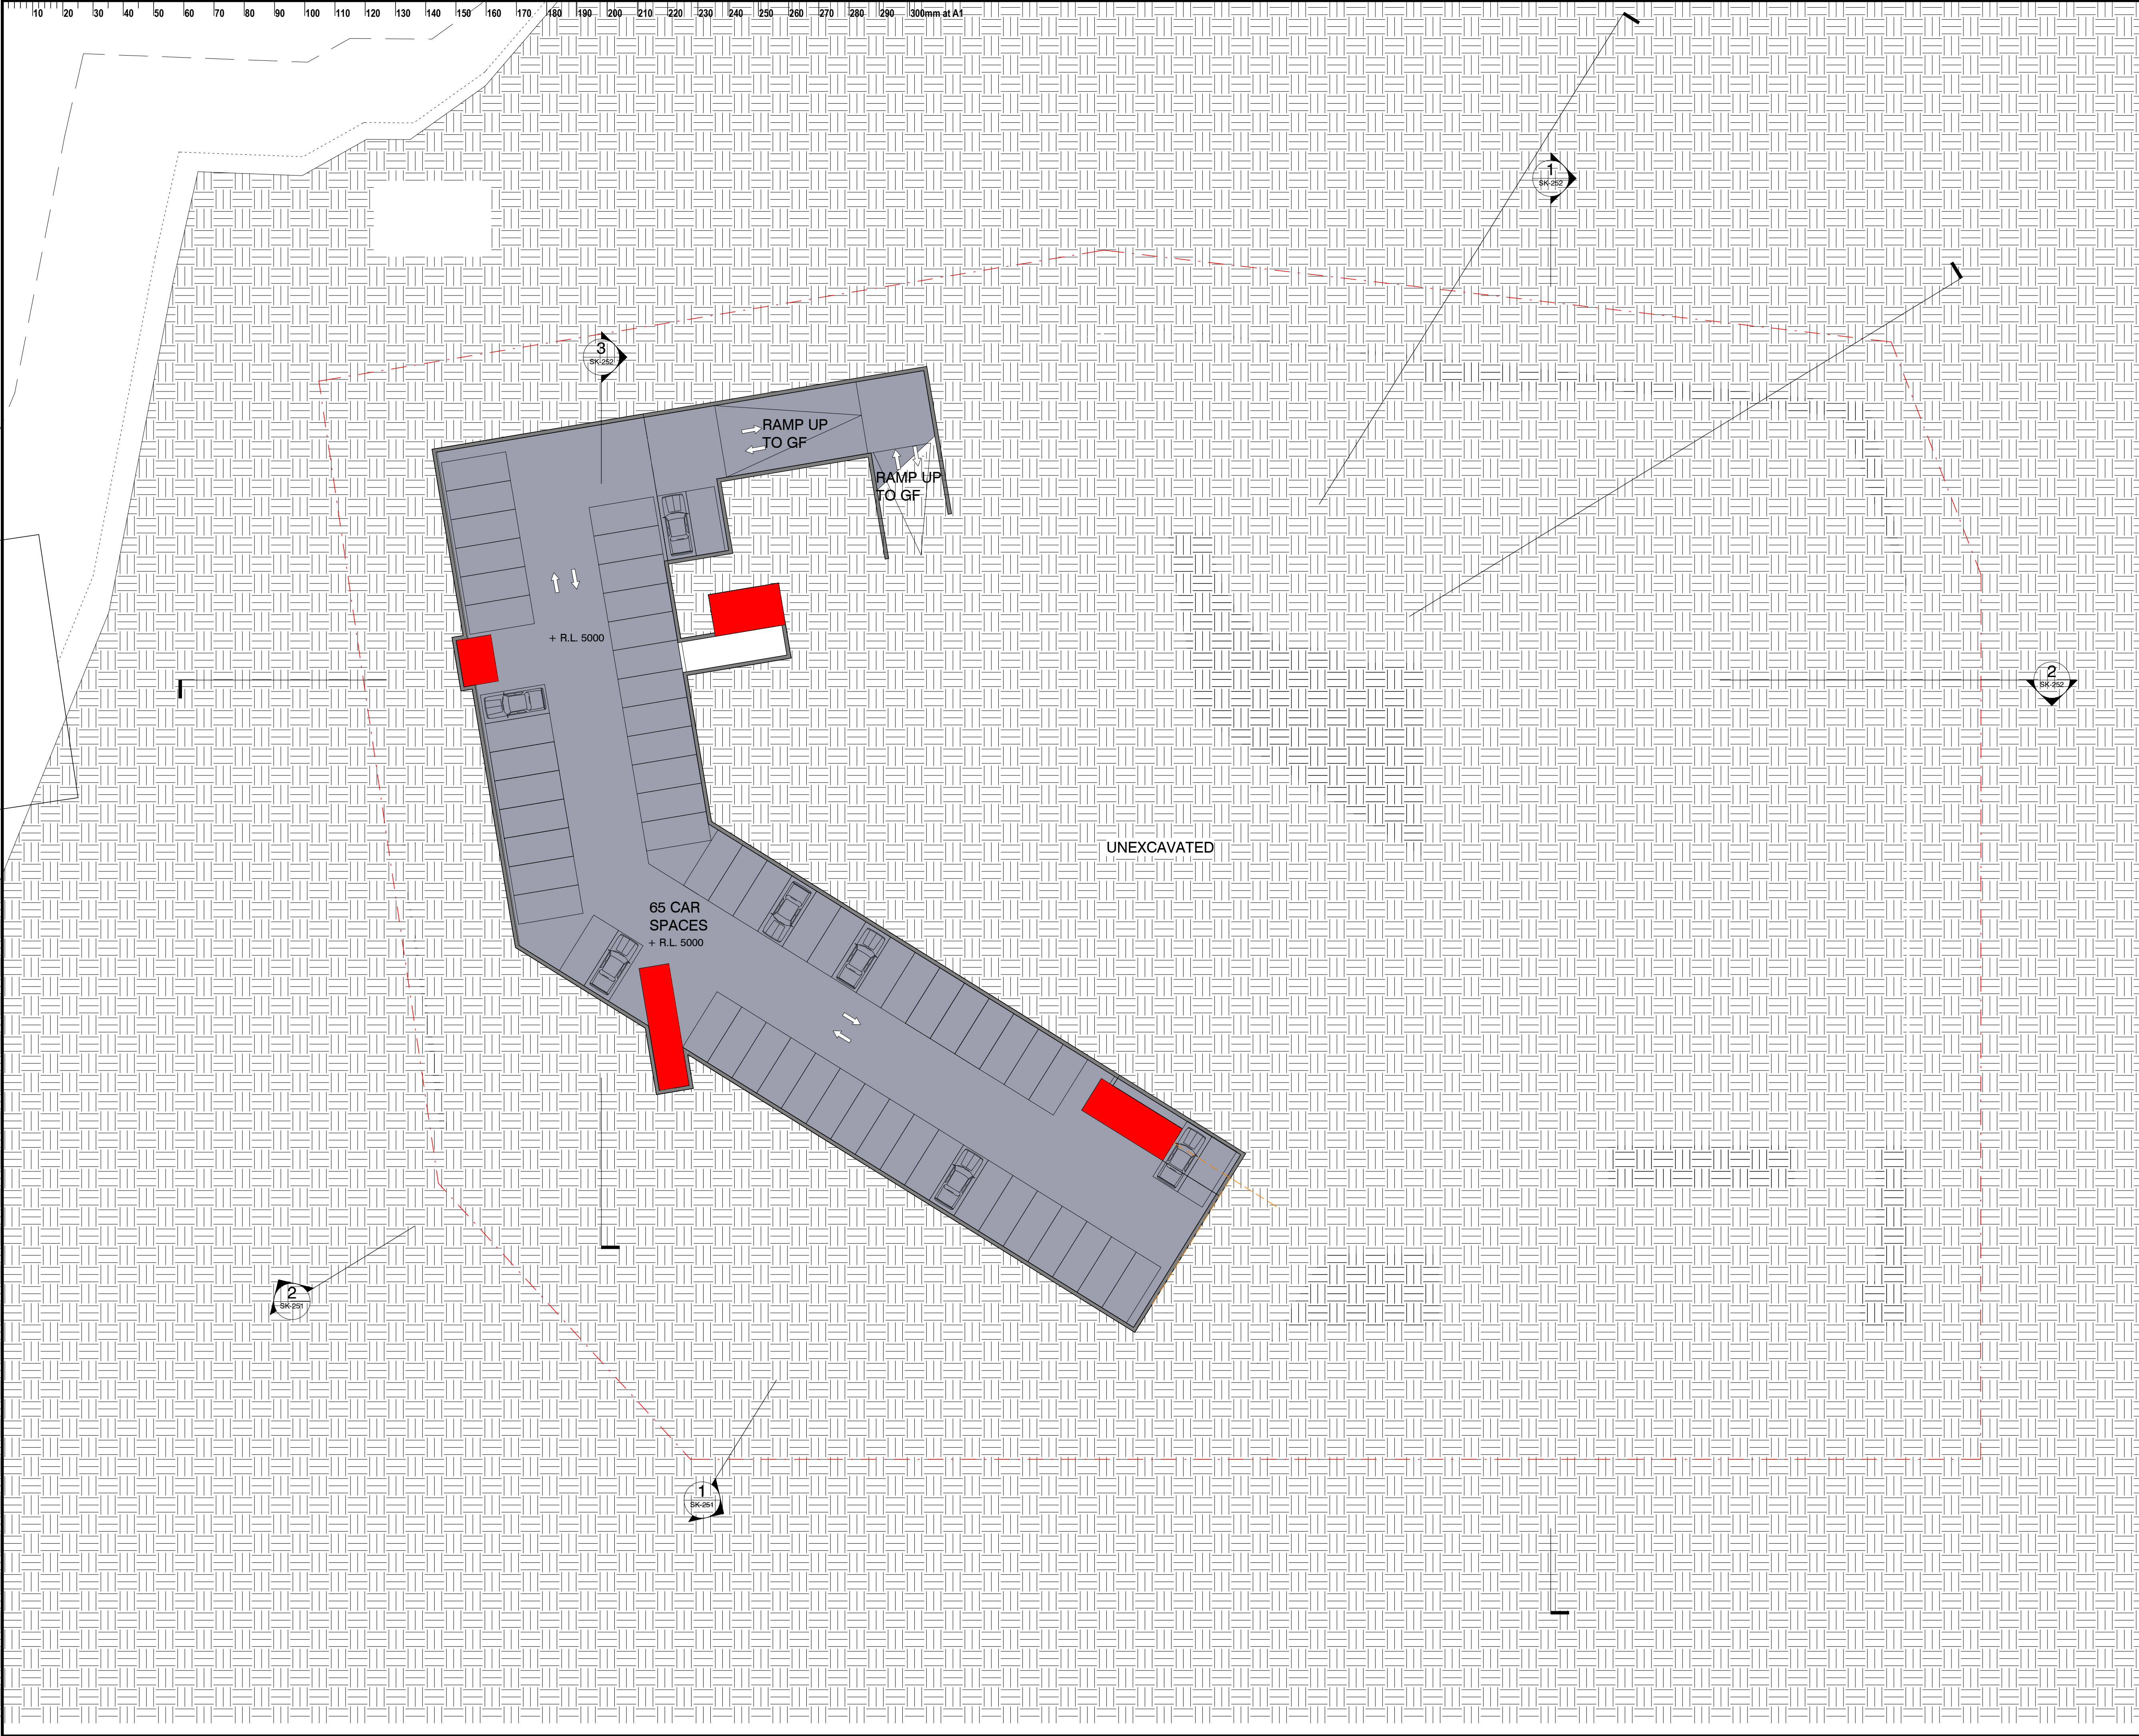 10 20 30 40 50 60 70 80 90 100 110 120 130 140 150 160 170 180 190 200 210 220 230 240 250 260 270 280 290 300mm at A1
1
SK-252
3
SK-252
RAMP UP
TO GF
RAMP UP
TO GF
+ R.L. 5000
2
SK-252
UNEXCAVATED
65 CAR
SPACES
+ R.L. 5000
2
SK-251
1
SK-251